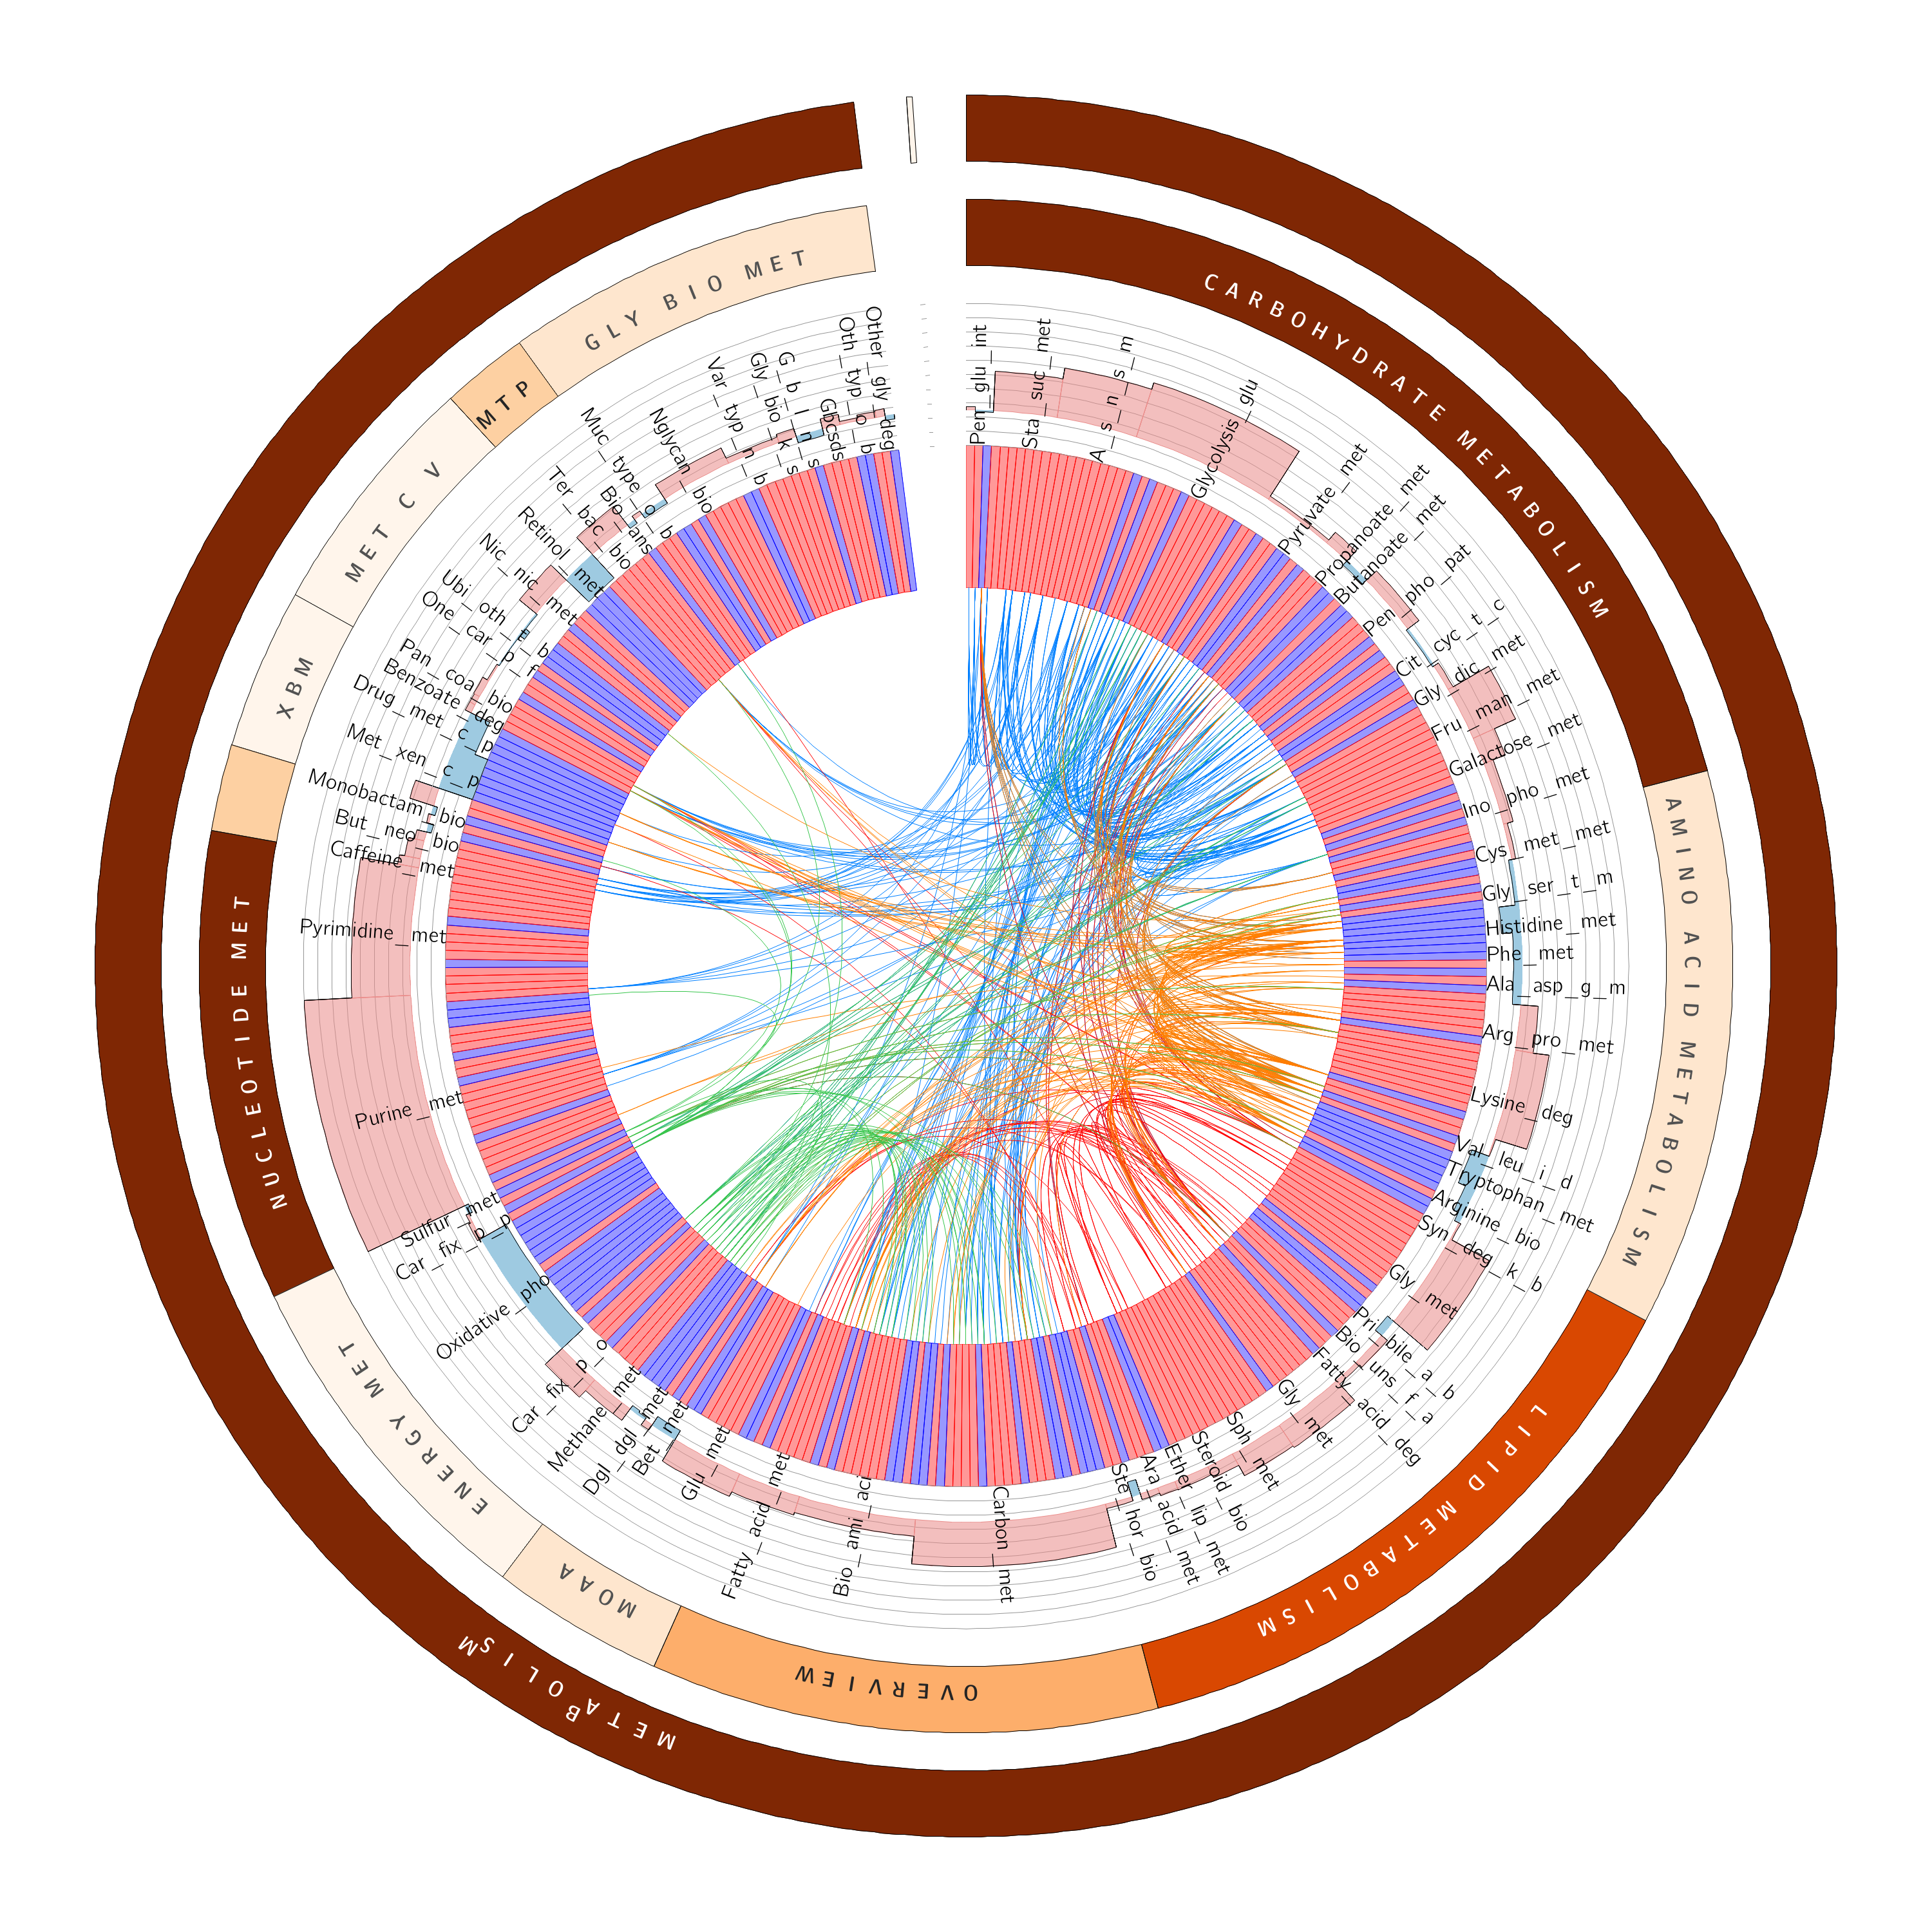 METABOLISM
CARBOHYDRATE METABOLISM
AMINO ACID METABOLISM
LIPID METABOLISM
OVERVIEW
MOAA
ENERGY MET
NUCLEOTIDE MET
XBM
MET C V
MTP
GLY BIO MET
Pen_glu_int
Sta_suc_met
A_s_n_s_m
Glycolysis_glu
Pyruvate_met
Propanoate_met
Butanoate_met
Pen_pho_pat
Cit_cyc_t_c
Gly_dic_met
Fru_man_met
Galactose_met
Ino_pho_met
Cys_met_met
Gly_ser_t_m
Histidine_met
Phe_met
Ala_asp_g_m
Arg_pro_met
Lysine_deg
Val_leu_i_d
Tryptophan_met
Arginine_bio
Syn_deg_k_b
Gly_met
Pri_bile_a_b
Bio_uns_f_a
Fatty_acid_deg
Gly_met
Sph_met
Steroid_bio
Ether_lip_met
Ara_acid_met
Ste_hor_bio
Carbon_met
Bio_ami_aci
Fatty_acid_met
Glu_met
Bet_met
Dgl_dgl_met
Methane_met
Car_fix_p_o
Oxidative_pho
Car_fix_p_p
Sulfur_met
Purine_met
Pyrimidine_met
Caffeine_met
But_neo_bio
Monobactam_bio
Met_xen_c_p
Drug_met_c_p
Benzoate_deg
Pan_coa_bio
One_car_p_f
Ubi_oth_t_b
Nic_nic_met
Retinol_met
Ter_bac_bio
Muc_type_o_b
Nglycan_bio
Var_typ_n_b
Gly_bio_k_s
G_b_l_n_s
Gbcsds
Oth_typ_o_b
Other_gly_deg